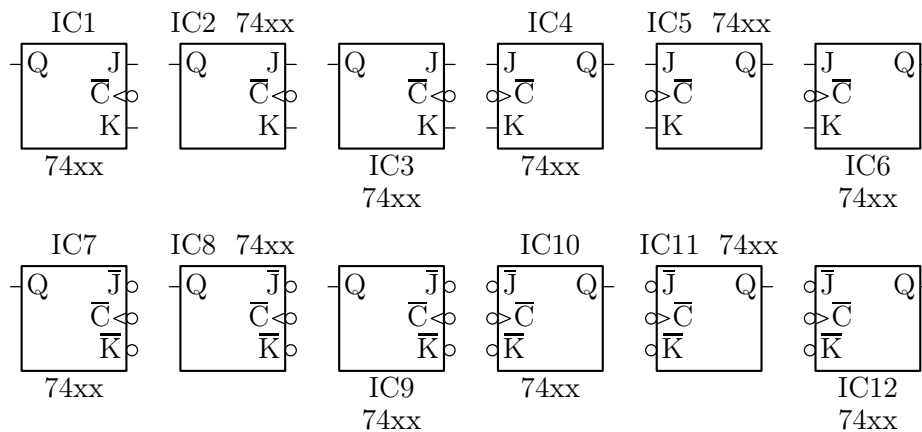 IC1 IC2 74xx IC4 IC5 74xx
Q J Q J Q J J Q J Q J
C̅ C̅ C̅ C̅ C̅ C̅
K K K K K K
74xx IC3 74xx IC6
74xx 74xx
IC7 IC8 74xx IC10 IC11 74xx
Q J̅ Q J̅ Q J̅ J̅ Q J̅ Q J̅
C̅ C̅ C̅ C̅ C̅ C̅
K̅ K̅ K̅ K̅ K̅ K̅
74xx IC9 74xx IC12
74xx 74xx